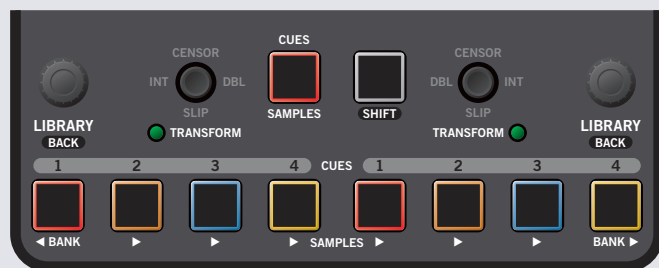 CUES
CENSOR CENSOR
INT DBL DBL INT
SLIP SAMPLES SHIFT SLIP
LIBRARY LIBRARY
BACK TRANSFORM TRANSFORM BACK
1 2 3 4 CUES 1 2 3 4
◀ BANK ▶ ▶ ▶ SAMPLES ▶ ▶ ▶ BANK ▶